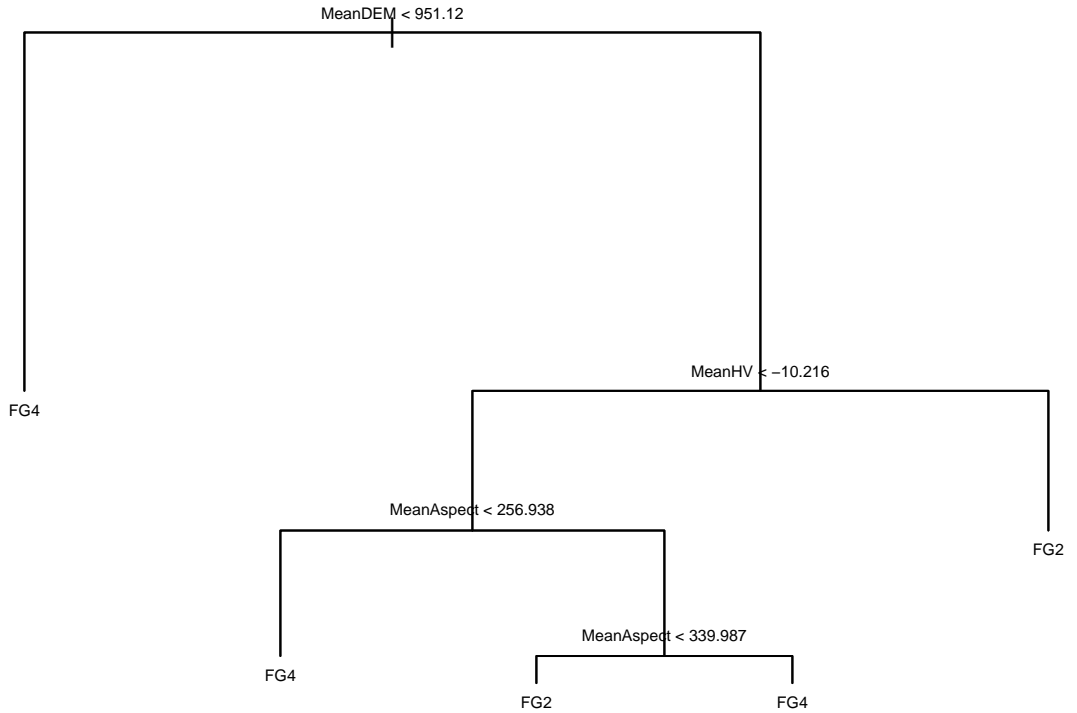 MeanDEM < 951.12
MeanHV < −10.216
FG4
MeanAspect < 256.938
FG2
MeanAspect < 339.987
FG4
FG2
FG4